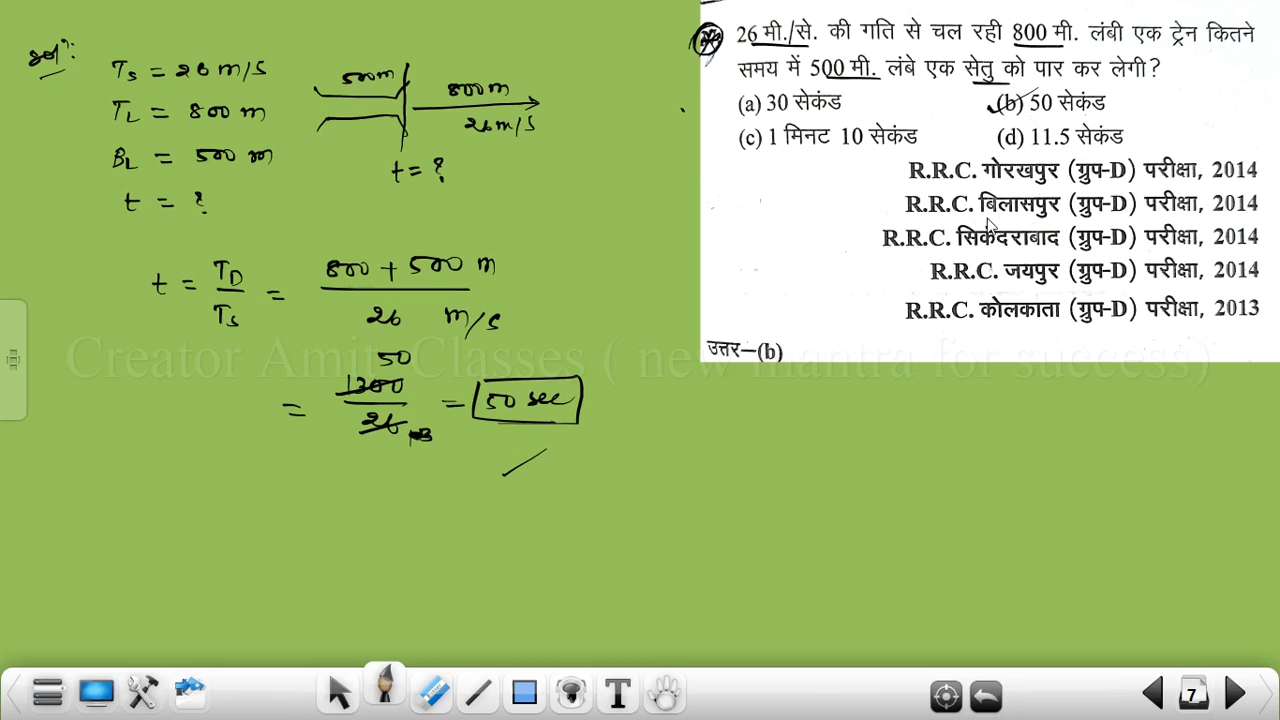 26 मी./से. की गति से चल रही 800 मी. लंबी एक ट्रेन कितने
समय में 500 मी. लंबे एक सेतु को पार कर लेगी?
(a) 30 सेकंड (b) 50 सेकंड
(c) 1 मिनट 10 सेकंड (d) 11.5 सेकंड
R.R.C. गोरखपुर (ग्रुप-D) परीक्षा, 2014
R.R.C. बिलासपुर (ग्रुप-D) परीक्षा, 2014
R.R.C. सिकंदराबाद (ग्रुप-D) परीक्षा, 2014
R.R.C. जयपुर (ग्रुप-D) परीक्षा, 2014
R.R.C. कोलकाता (ग्रुप-D) परीक्षा, 2013
उत्तर–(b)
Soln:
TS = 26 m/s
TL = 800 m
BL = 500 m
t = ?
500m
800m
26m/s
t = ?
t = TD/TS = 800 + 500 m / 26 m/s
50
= 1300/26 = 50 sec
Creator Amit Classes ( new mantra for success)
7